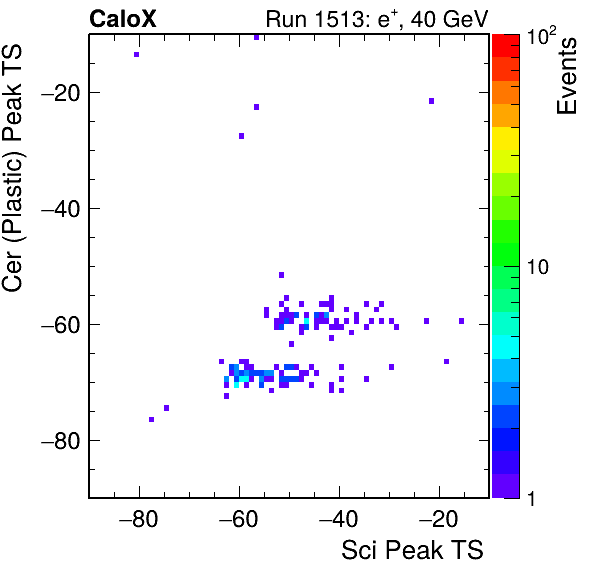 CaloX Run 1513: e⁺, 40 GeV
Cer (Plastic) Peak TS
−20
−40
−60
−80
−80 −60 −40 −20
Sci Peak TS
10²
10
1
Events